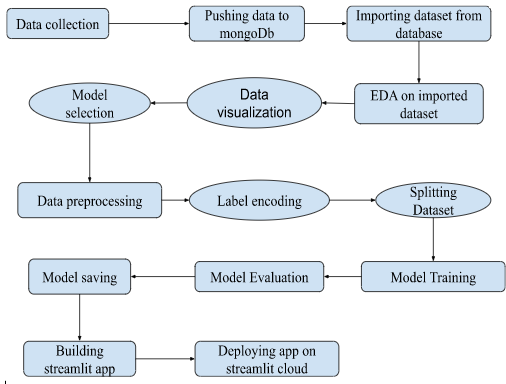 Data collection
Pushing data to
mongoDb
Importing dataset from
database
EDA on imported
dataset
Data
visualization
Model
selection
Data preprocessing
Label encoding
Splitting
Dataset
Model Training
Model Evaluation
Model saving
Building
streamlit app
Deploying app on
streamlit cloud